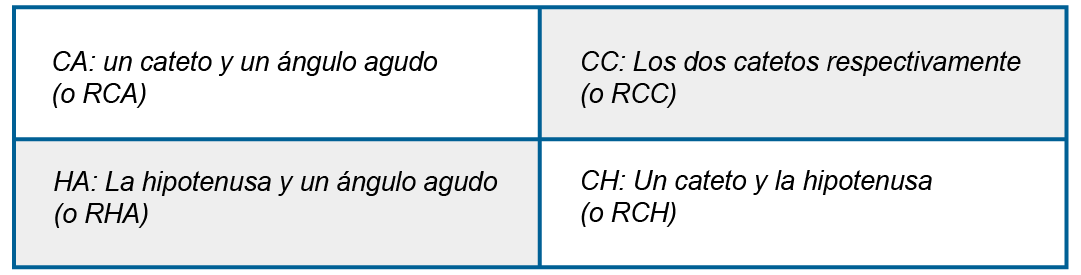 CA: un cateto y un ángulo agudo
(o RCA)
CC: Los dos catetos respectivamente
(o RCC)
HA: La hipotenusa y un ángulo agudo
(o RHA)
CH: Un cateto y la hipotenusa
(o RCH)